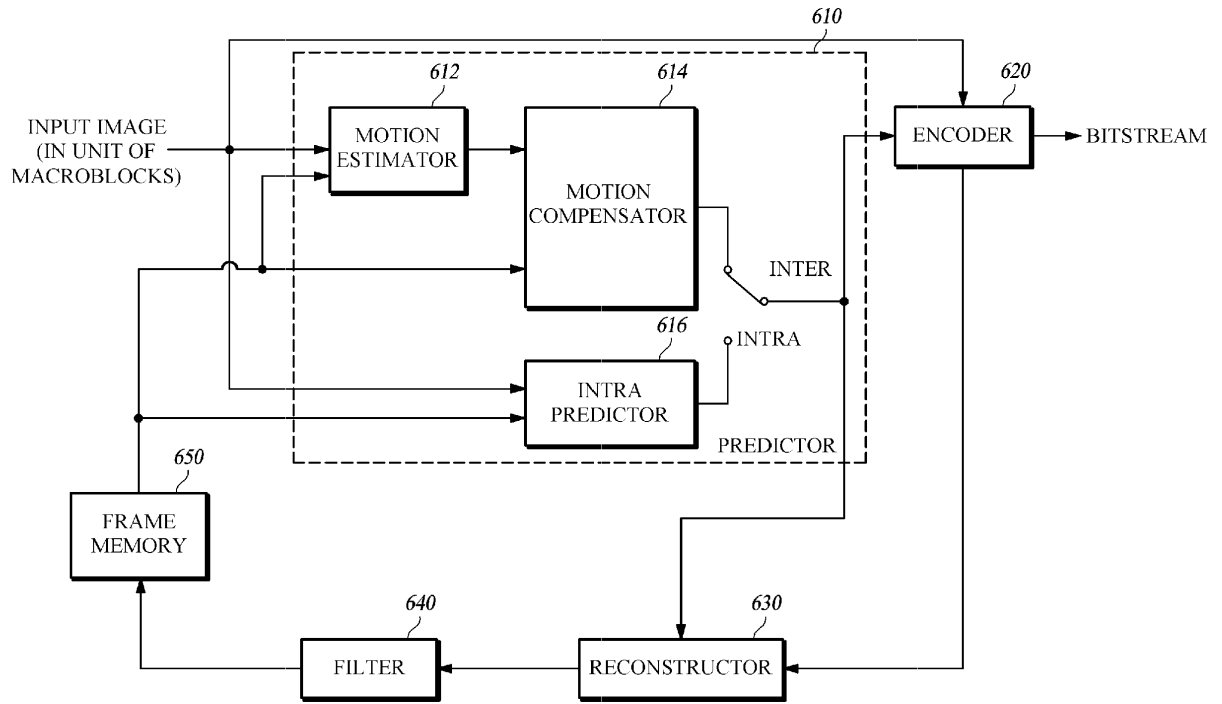 610
612
614
620
INPUT IMAGE
(IN UNIT OF
MACROBLOCKS)
MOTION
ESTIMATOR
ENCODER
BITSTREAM
MOTION
COMPENSATOR
INTER
616
INTRA
INTRA
PREDICTOR
PREDICTOR
650
FRAME
MEMORY
640
630
FILTER
RECONSTRUCTOR